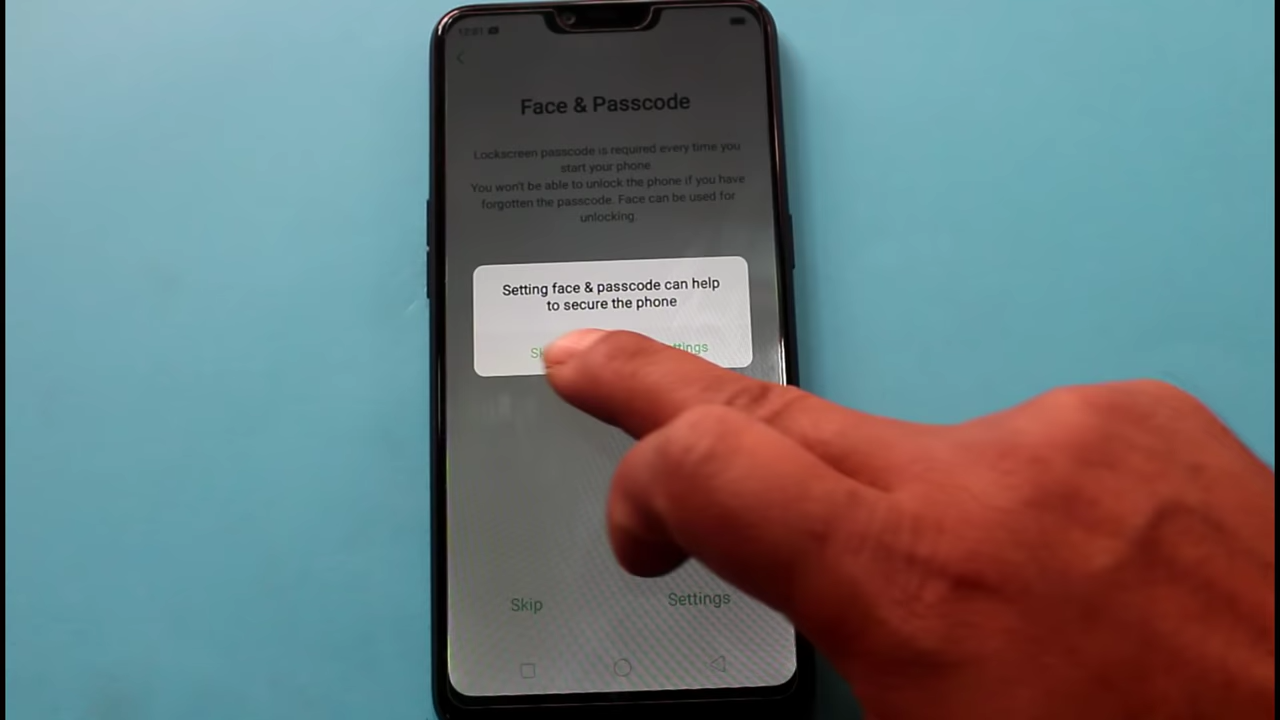 12:01
Face & Passcode
Lockscreen passcode is required every time you
start your phone
You won't be able to unlock the phone if you have
forgotten the passcode. Face can be used for
unlocking.
Setting face & passcode can help
to secure the phone
Skip Settings